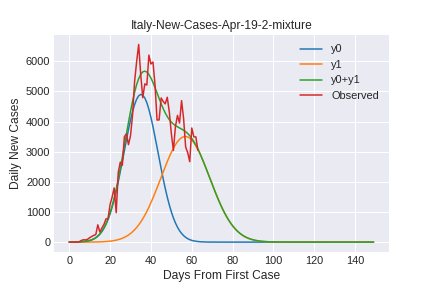 Italy-New-Cases-Apr-19-2-mixture
y0
y1
y0+y1
Observed
6000
5000
4000
3000
2000
1000
0
Daily New Cases
0 20 40 60 80 100 120 140
Days From First Case